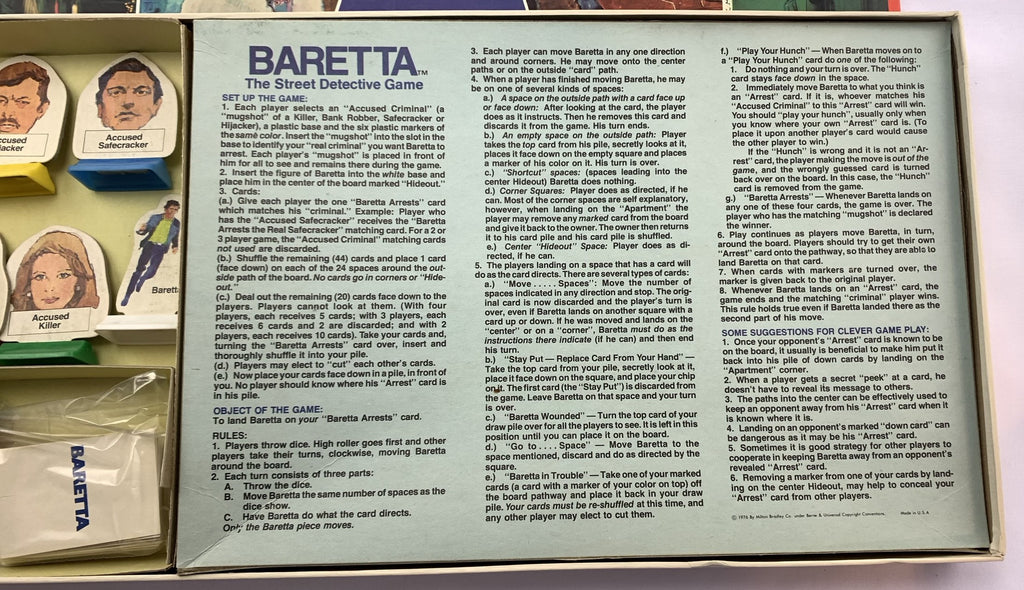 BARETTA™
The Street Detective Game
SET UP THE GAME:
1. Each player selects an "Accused Criminal" (a
"mugshot" of a Killer, Bank Robber, Safecracker or
Hijacker), a plastic base and the six plastic markers of
the same color. Insert the "mugshot" into the slot in the
base to identify your "real criminal" you want Baretta to
arrest. Each player's "mugshot" is placed in front of
him for all to see and remains there during the game.
2. Insert the figure of Baretta into the white base and
place him in the center of the board marked "Hideout."
3. Cards:
(a.) Give each player the one "Baretta Arrests" card
which matches his "criminal." Example: Player who
has the "Accused Safecracker" receives the "Baretta
Arrests the Real Safecracker" matching card. For a 2 or
3 player game, the "Accused Criminal" matching cards
not used are discarded.
(b.) Shuffle the remaining (44) cards and place 1 card
(face down) on each of the 24 spaces around the out-
side path of the board. No cards go in corners or "Hide-
out."
(c.) Deal out the remaining (20) cards face down to the
players. Players cannot look at them. (With four
players, each receives 5 cards; with 3 players, each
receives 6 cards and 2 are discarded; and with 2
players, each receives 10 cards). Take your cards and,
turning the "Baretta Arrests" card over, insert and
thoroughly shuffle it into your pile.
(d.) Players may elect to "cut" each other's cards.
(e.) Now place your cards face down in a pile, in front of
you. No player should know where his "Arrest" card is
in his pile.
OBJECT OF THE GAME:
To land Baretta on your "Baretta Arrests" card.
RULES:
1. Players throw dice. High roller goes first and other
players take their turns, clockwise, moving Baretta
around the board.
2. Each turn consists of three parts:
A. Throw the dice.
B. Move Baretta the same number of spaces as the
dice show.
C. Have Baretta do what the card directs.
Only the Baretta piece moves.
3. Each player can move Baretta in any one direction
and around corners. He may move onto the center
paths or on the outside "card" path.
4. When a player has finished moving Baretta, he may
be on one of several kinds of spaces:
a.) A space on the outside path with a card face up
or face down: After looking at the card, the player
does as it instructs. Then he removes this card and
discards it from the game. His turn ends.
b.) An empty space on the outside path: Player
takes the top card from his pile, secretly looks at it,
places it face down on the empty square and places
a marker of his color on it. His turn is over.
c.) "Shortcut" spaces: (spaces leading into the
center Hideout) Baretta does nothing.
d.) Corner Squares: Player does as directed, if he
can. Most of the corner spaces are self explanatory,
however, when landing on the "Apartment" the
player may remove any marked card from the board
and give it back to the owner. The owner then returns
it to his card pile and his card pile is shuffled.
e.) Center "Hideout" Space: Player does as di-
rected, if he can.
5. The players landing on a space that has a card will
do as the card directs. There are several types of cards:
a.) "Move ..... Spaces": Move the number of
spaces indicated in any direction and stop. The orig-
inal card is now discarded and the player's turn is
over, even if Baretta lands on another square with a
card up or down. If he was moved and lands on the
"center" or on a "corner", Baretta must do as the
instructions there indicate (if he can) and then end
his turn.
b.) "Stay Put – Replace Card From Your Hand" —
Take the top card from your pile, secretly look at it,
place it face down on the square, and place your chip
on it. The first card (the "Stay Put") is discarded from
the game. Leave Baretta on that space and your turn
is over.
c.) "Baretta Wounded" — Turn the top card of your
draw pile over for all the players to see. It is left in this
position until you can place it on the board.
d.) "Go to .... Space" — Move Baretta to the
space mentioned, discard and do as directed by the
square.
e.) "Baretta in Trouble" — Take one of your marked
cards (a card with a marker of your color on top) off
the board pathway and place it back in your draw
pile. Your cards must be re-shuffled at this time, and
any other player may elect to cut them.
f.) "Play Your Hunch" — When Baretta moves on to
a "Play Your Hunch" card do one of the following:
1. Do nothing and your turn is over. The "Hunch"
card stays face down in the space.
2. Immediately move Baretta to what you think is
an "Arrest" card. If it is, whoever matches his
"Accused Criminal" to this "Arrest" card will win.
You should "play your hunch", usually only when
you know where your own "Arrest" card is. (To
place it upon another player's card would cause
the other player to win.)
If the "Hunch" is wrong and it is not an "Ar-
rest" card, the player making the move is out of the
game, and the wrongly guessed card is turned
back over on the board. In this case, the "Hunch"
card is removed from the game.
g.) "Baretta Arrests" — Whenever Baretta lands on
any one of these four cards, the game is over. The
player who has the matching "mugshot" is declared
the winner.
6. Play continues as players move Baretta, in turn,
around the board. Players should try to get their own
"Arrest" card onto the pathway, so that they are able to
land Baretta on that card.
7. When cards with markers are turned over, the
marker is given back to the original player.
8. Whenever Baretta lands on an "Arrest" card, the
game ends and the matching "criminal" player wins.
This rule holds true even if Baretta landed there as the
second part of his move.
SOME SUGGESTIONS FOR CLEVER GAME PLAY:
1. Once your opponent's "Arrest" card is known to be
on the board, it usually is beneficial to make him put it
back into his pile of down cards by landing on the
"Apartment" corner.
2. When a player gets a secret "peek" at a card, he
doesn't have to reveal its message to others.
3. The paths into the center can be effectively used to
keep an opponent away from his "Arrest" card when it
is known where it is.
4. Landing on an opponent's marked "down card" can
be dangerous as it may be his "Arrest" card.
5. Sometimes it is good strategy for other players to
cooperate in keeping Baretta away from an opponent's
revealed "Arrest" card.
6. Removing a marker from one of your cards by land-
ing on the center Hideout, may help to conceal your
"Arrest" card from other players.
© 1976 By Milton Bradley Co. under Berne & Universal Copyright Conventions. Made in U.S.A.
Accused
Safecracker
Accused
Killer
BARETTA